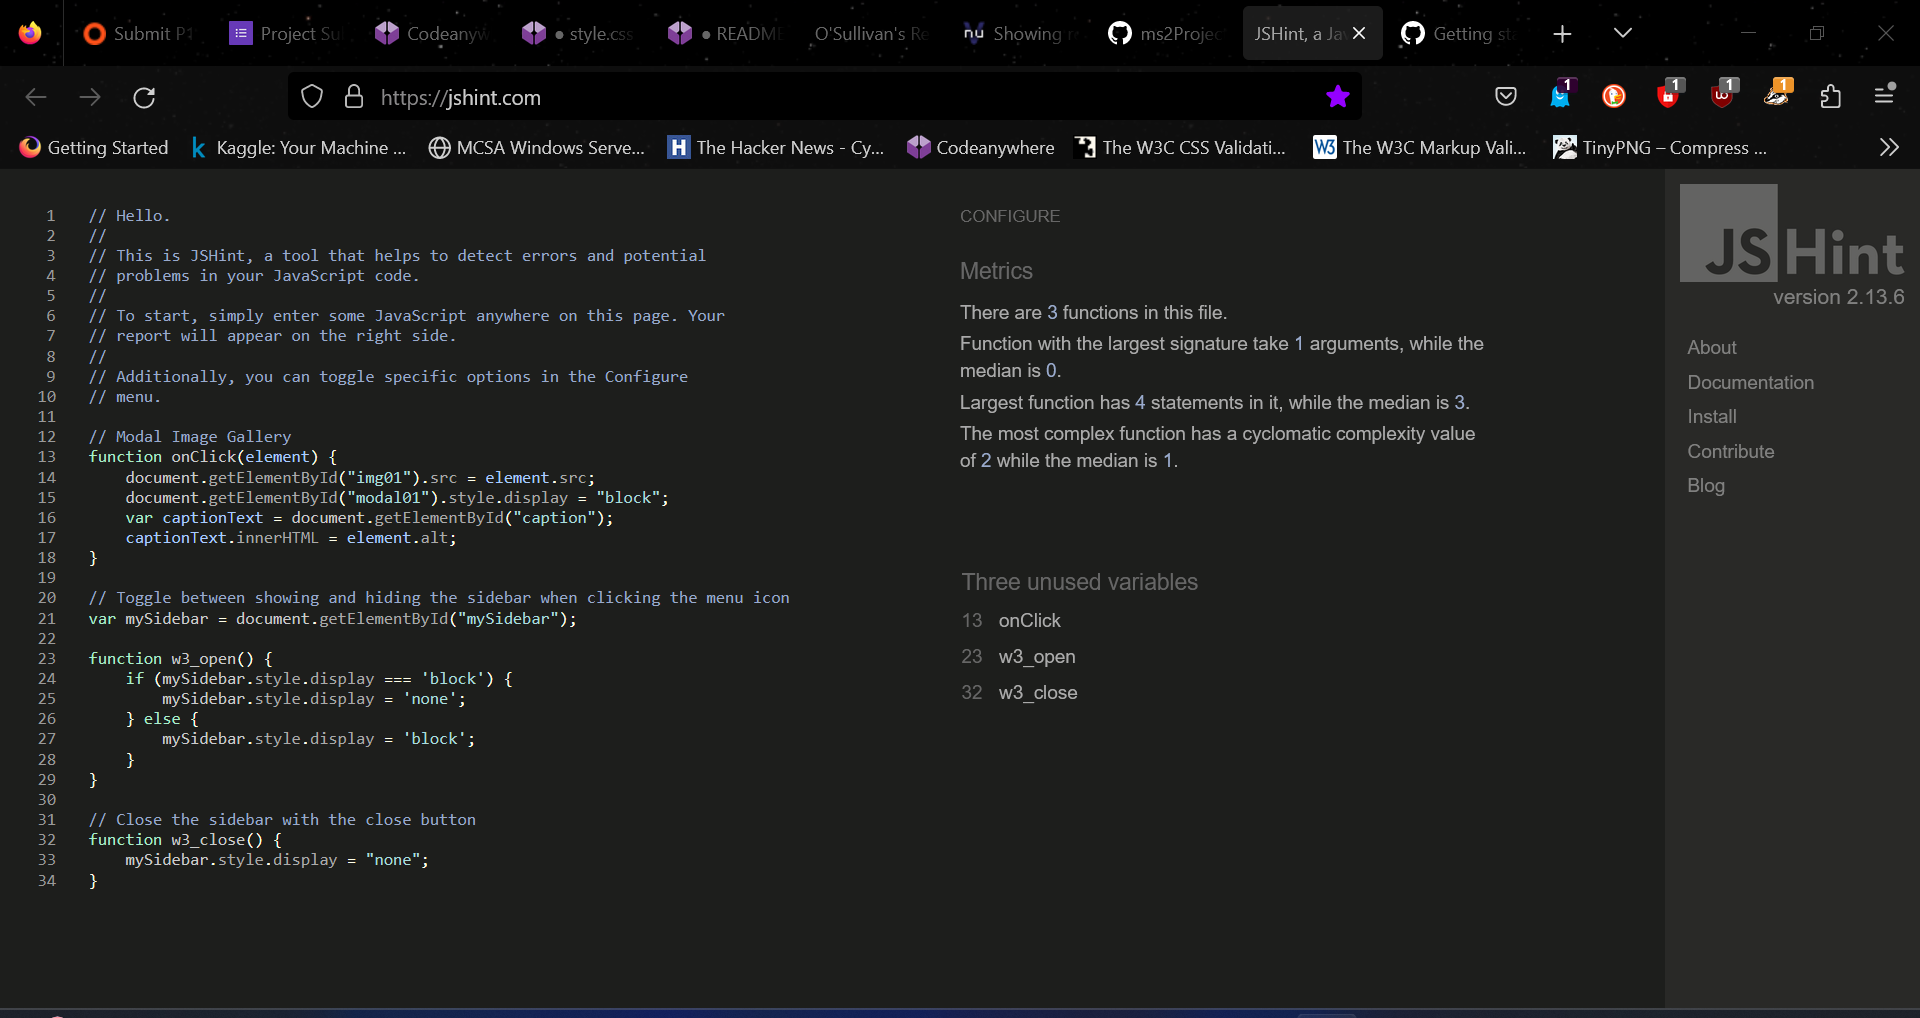 Submit P
Project Su
Codeanyw
• style.css
• READM
O'Sullivan's Re
nu Showing r
ms2Projec
JSHint, a Ja
Getting st
https://jshint.com
1
1
1
1
Getting Started
k Kaggle: Your Machine ...
MCSA Windows Serve...
H The Hacker News - Cy...
Codeanywhere
The W3C CSS Validati...
W3 The W3C Markup Vali...
TinyPNG – Compress ...
1 // Hello.
2 //
3 // This is JSHint, a tool that helps to detect errors and potential
4 // problems in your JavaScript code.
5 //
6 // To start, simply enter some JavaScript anywhere on this page. Your
7 // report will appear on the right side.
8 //
9 // Additionally, you can toggle specific options in the Configure
10 // menu.
11
12 // Modal Image Gallery
13 function onClick(element) {
14 document.getElementById("img01").src = element.src;
15 document.getElementById("modal01").style.display = "block";
16 var captionText = document.getElementById("caption");
17 captionText.innerHTML = element.alt;
18 }
19
20 // Toggle between showing and hiding the sidebar when clicking the menu icon
21 var mySidebar = document.getElementById("mySidebar");
22
23 function w3_open() {
24 if (mySidebar.style.display === 'block') {
25 mySidebar.style.display = 'none';
26 } else {
27 mySidebar.style.display = 'block';
28 }
29 }
30
31 // Close the sidebar with the close button
32 function w3_close() {
33 mySidebar.style.display = "none";
34 }
CONFIGURE
Metrics
There are 3 functions in this file.
Function with the largest signature take 1 arguments, while the
median is 0.
Largest function has 4 statements in it, while the median is 3.
The most complex function has a cyclomatic complexity value
of 2 while the median is 1.
Three unused variables
13 onClick
23 w3_open
32 w3_close
JSHint
version 2.13.6
About
Documentation
Install
Contribute
Blog